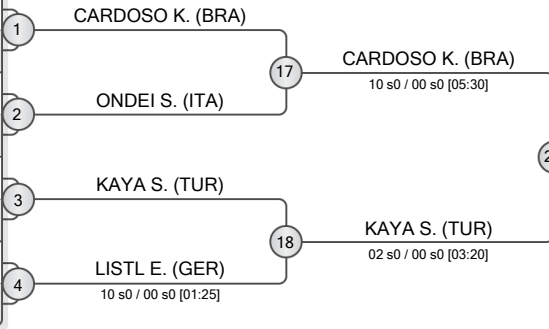 1
CARDOSO K. (BRA)
17
CARDOSO K. (BRA)
10 s0 / 00 s0 [05:30]
2
ONDEI S. (ITA)
3
KAYA S. (TUR)
18
KAYA S. (TUR)
02 s0 / 00 s0 [03:20]
4
LISTL E. (GER)
10 s0 / 00 s0 [01:25]